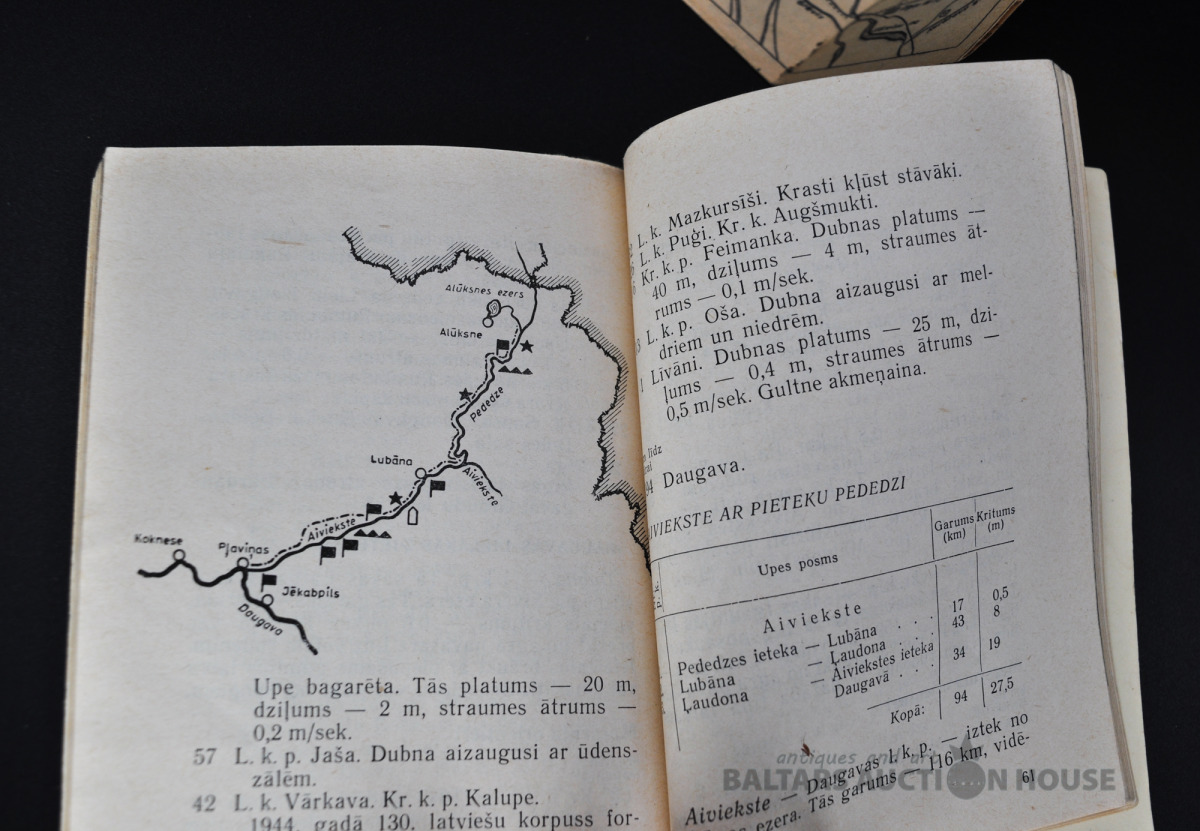 Alūksnes ezers
Alūksne
Pededze
Lubāna
Aiviekste
Aiviekste
Koknese
Pļaviņas
Jēkabpils
Daugava
Upe bagarēta. Tās platums — 20 m,
dziļums — 2 m, straumes ātrums —
0,2 m/sek.
57 L. k. p. Jaša. Dubna aizaugusi ar ūdens-
zālēm.
42 L. k. Vārkava. Kr. k. p. Kalupe.
1944. gadā 130. latviešu korpuss for-
L. k. Mazkursīši. Krasti kļūst stāvāki.
L. k. Puģi. Kr. k. Augšmukti.
Kr. k. p. Feimanka. Dubnas platums —
40 m, dziļums — 4 m, straumes āt-
rums — 0,1 m/sek.
L. k. p. Oša. Dubna aizaugusi ar mel-
driem un niedrēm.
Līvāni. Dubnas platums — 25 m, dzi-
ļums — 0,4 m, straumes ātrums —
0,5 m/sek. Gultne akmeņaina.
līdz
Daugava.
AIVIEKSTE AR PIETEKU PEDEDZI
Upes posms Garums (km) Kritums (m)
Aiviekste
Pededzes ieteka — Lubāna . . . 17 0,5
Lubāna — Ļaudona . . . 43 8
Ļaudona — Aiviekstes ieteka
Daugavā . . . 34 19
Kopā: 94 27,5
Aiviekste — Daugavas l. k. p. — iztek no
ezera. Tās garums — 116 km, vidē-
61
antiques and art
BALTARS AUCTION HOUSE